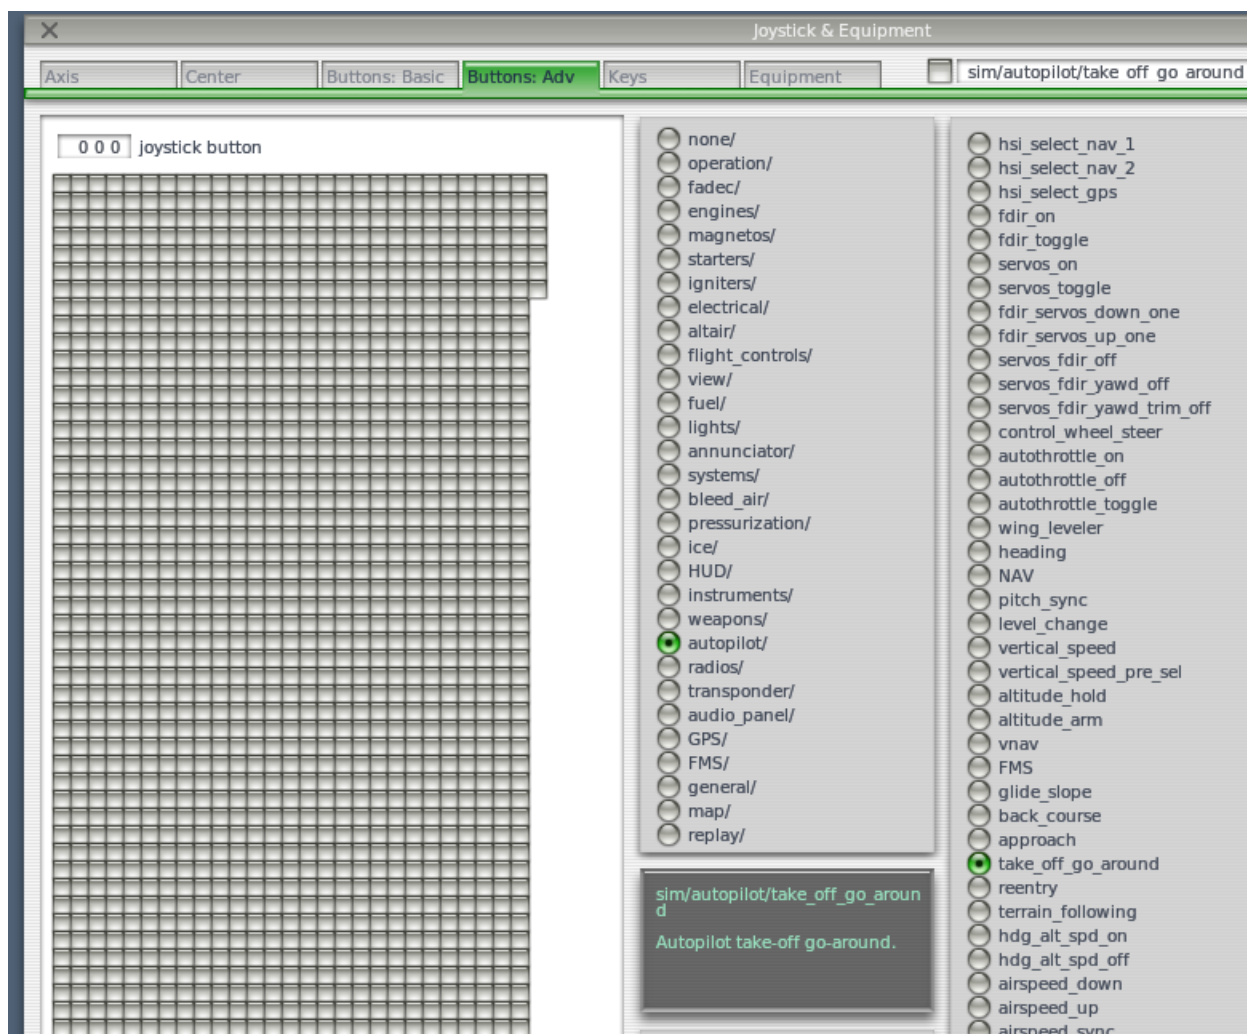 Joystick & Equipment
Axis
Center
Buttons: Basic
Buttons: Adv
Keys
Equipment
sim/autopilot/take_off_go_around
0 0 0 joystick button
none/
operation/
fadec/
engines/
magnetos/
starters/
igniters/
electrical/
altair/
flight_controls/
view/
fuel/
lights/
annunciator/
systems/
bleed_air/
pressurization/
ice/
HUD/
instruments/
weapons/
autopilot/
radios/
transponder/
audio_panel/
GPS/
FMS/
general/
map/
replay/
sim/autopilot/take_off_go_aroun
d
Autopilot take-off go-around.
hsi_select_nav_1
hsi_select_nav_2
hsi_select_gps
fdir_on
fdir_toggle
servos_on
servos_toggle
fdir_servos_down_one
fdir_servos_up_one
servos_fdir_off
servos_fdir_yawd_off
servos_fdir_yawd_trim_off
control_wheel_steer
autothrottle_on
autothrottle_off
autothrottle_toggle
wing_leveler
heading
NAV
pitch_sync
level_change
vertical_speed
vertical_speed_pre_sel
altitude_hold
altitude_arm
vnav
FMS
glide_slope
back_course
approach
take_off_go_around
reentry
terrain_following
hdg_alt_spd_on
hdg_alt_spd_off
airspeed_down
airspeed_up
airspeed_sync